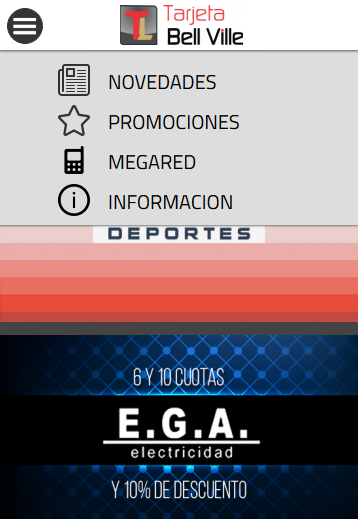 Tarjeta
Bell Ville
NOVEDADES
PROMOCIONES
MEGARED
INFORMACION
DEPORTES
6 Y 10 CUOTAS
E.G.A.
electricidad
Y 10% DE DESCUENTO